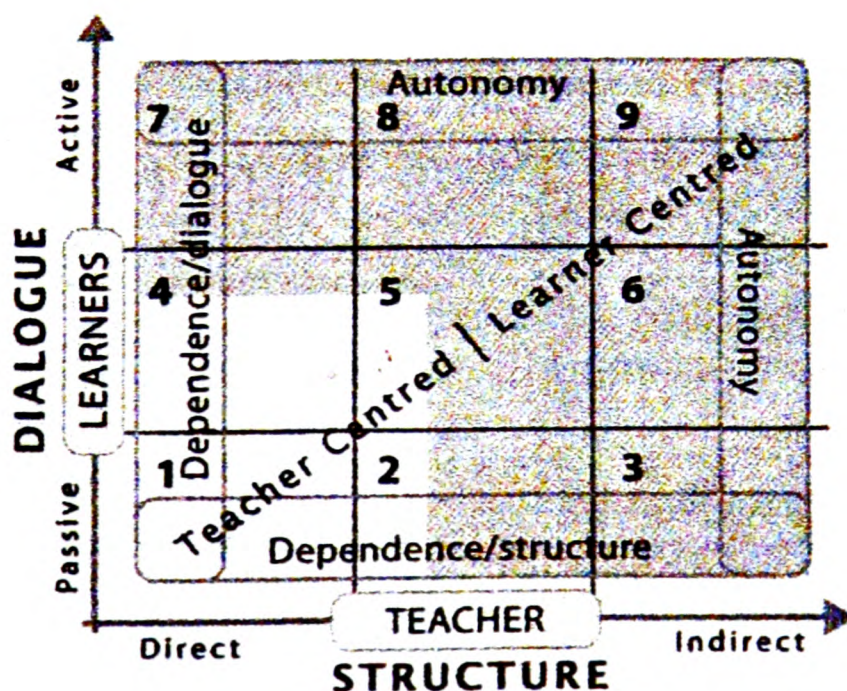 Autonomy
7 8 9
Active
Dependence/dialogue
Teacher Centred | Learner Centred
Autonomy
DIALOGUE
LEARNERS
4 5 6
1 2 3
Passive
Dependence/structure
TEACHER
Direct
Indirect
STRUCTURE